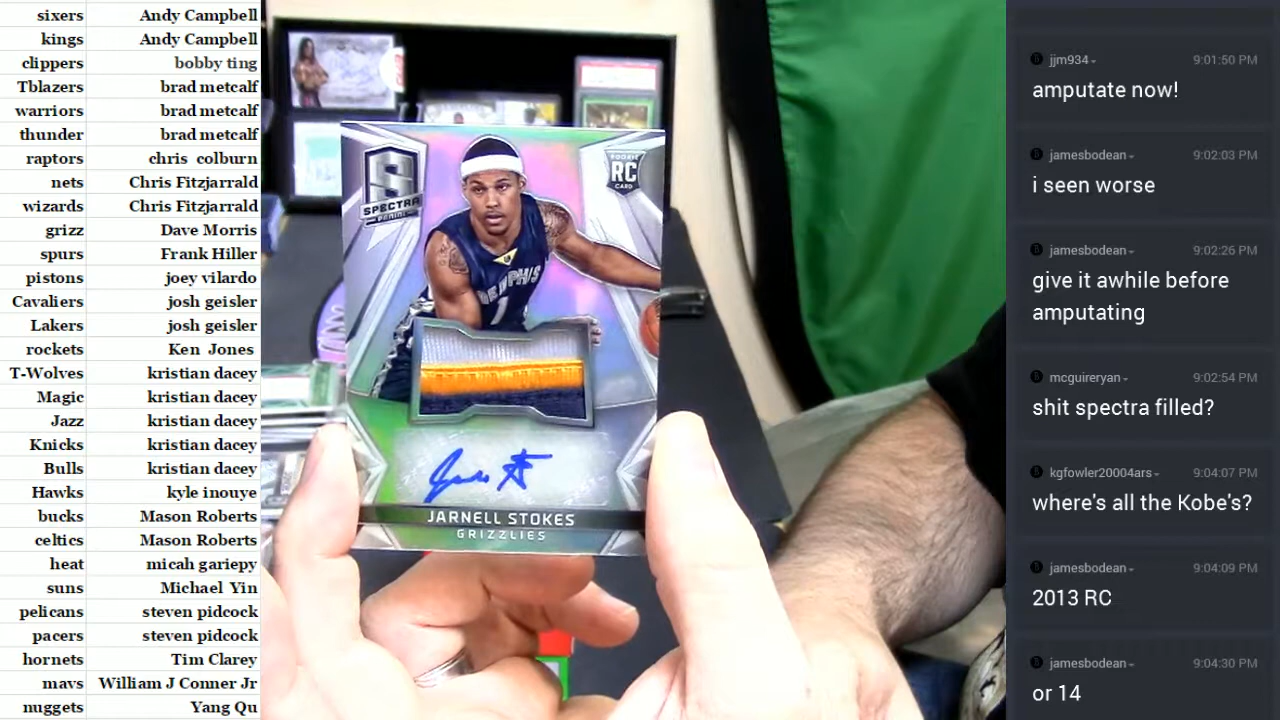 sixers Andy Campbell
kings Andy Campbell
clippers bobby ting
Tblazers brad metcalf
warriors brad metcalf
thunder brad metcalf
raptors chris colburn
nets Chris Fitzjarrald
wizards Chris Fitzjarrald
grizz Dave Morris
spurs Frank Hiller
pistons joey vilardo
Cavaliers josh geisler
Lakers josh geisler
rockets Ken Jones
T-Wolves kristian dacey
Magic kristian dacey
Jazz kristian dacey
Knicks kristian dacey
Bulls kristian dacey
Hawks kyle inouye
bucks Mason Roberts
celtics Mason Roberts
heat micah gariepy
suns Michael Yin
pelicans steven pidcock
pacers steven pidcock
hornets Tim Clarey
mavs William J Conner Jr
nuggets Yang Qu
S
SPECTRA
PANINI
ROOKIE
RC
CARD
MEMPHIS
1
JARNELL STOKES
GRIZZLIES
jjm934 9:01:50 PM
amputate now!
jamesbodean 9:02:03 PM
i seen worse
jamesbodean 9:02:26 PM
give it awhile before
amputating
mcguireryan 9:02:54 PM
shit spectra filled?
kgfowler20004ars 9:04:07 PM
where's all the Kobe's?
jamesbodean 9:04:09 PM
2013 RC
jamesbodean 9:04:30 PM
or 14